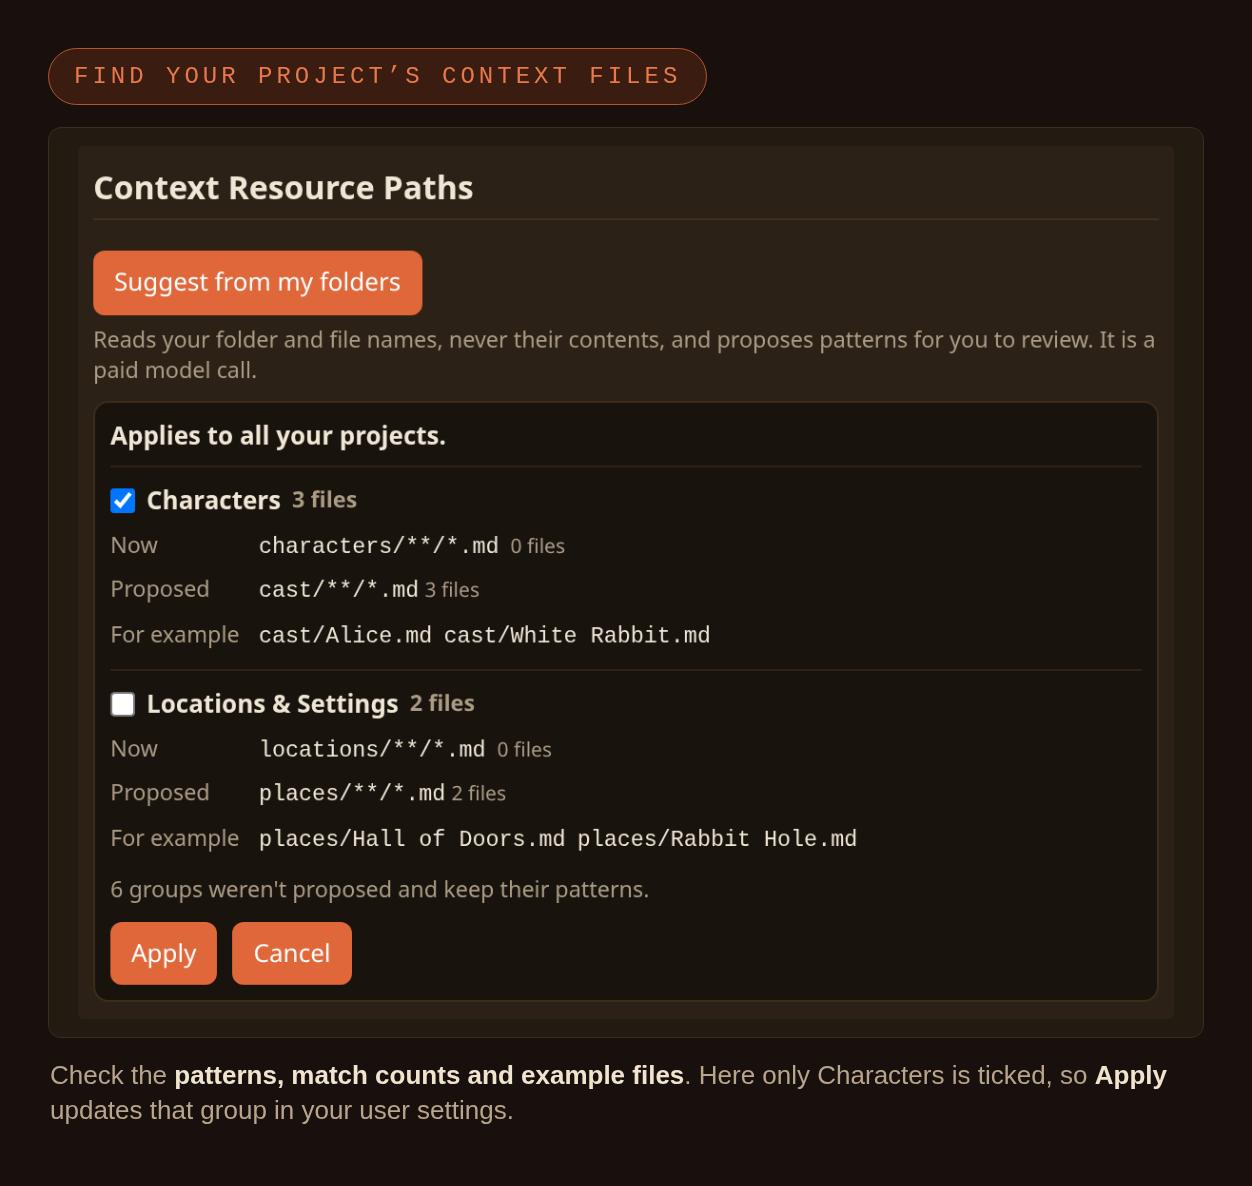 FIND YOUR PROJECT’S CONTEXT FILES
Context Resource Paths
Suggest from my folders
Reads your folder and file names, never their contents, and proposes patterns for you to review. It is a
paid model call.
Applies to all your projects.
Characters 3 files
Now characters/**/*.md 0 files
Proposed cast/**/*.md 3 files
For example cast/Alice.md cast/White Rabbit.md
Locations & Settings 2 files
Now locations/**/*.md 0 files
Proposed places/**/*.md 2 files
For example places/Hall of Doors.md places/Rabbit Hole.md
6 groups weren't proposed and keep their patterns.
Apply Cancel
Check the patterns, match counts and example files. Here only Characters is ticked, so Apply
updates that group in your user settings.